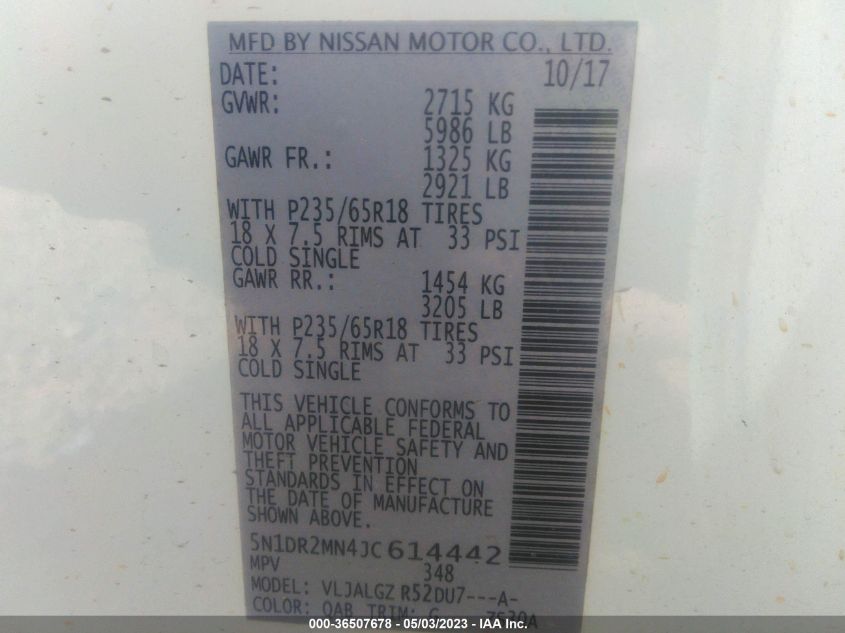 MFD BY NISSAN MOTOR CO., LTD.
DATE: 10/17
GVWR: 2715 KG
5986 LB
GAWR FR.: 1325 KG
2921 LB
WITH P235/65R18 TIRES
18 X 7.5 RIMS AT 33 PSI
COLD SINGLE
GAWR RR.: 1454 KG
3205 LB
WITH P235/65R18 TIRES
18 X 7.5 RIMS AT 33 PSI
COLD SINGLE
THIS VEHICLE CONFORMS TO
ALL APPLICABLE FEDERAL
MOTOR VEHICLE SAFETY AND
THEFT PREVENTION
STANDARDS IN EFFECT ON
THE DATE OF MANUFACTURE
SHOWN ABOVE.
5N1DR2MN4JC614442
MPV 348
MODEL: VLJALGZ R52DU7---A-
COLOR: QAB TRIM: G
000-36507678 - 05/03/2023 - IAA Inc.